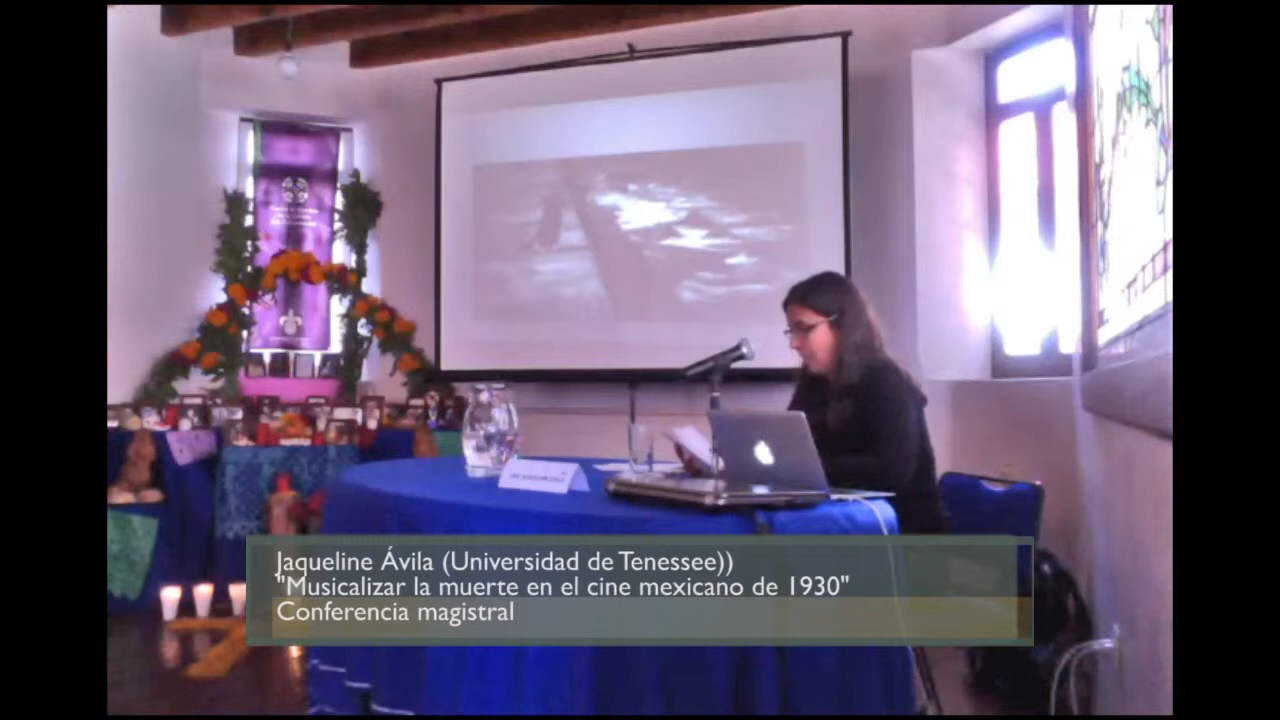 Jaqueline Ávila (Universidad de Tenessee))
"Musicalizar la muerte en el cine mexicano de 1930"
Conferencia magistral